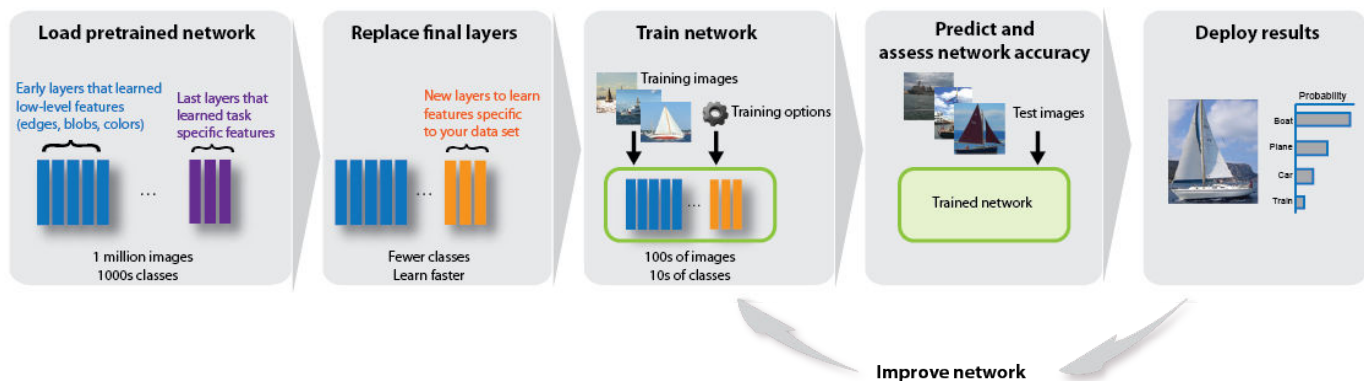 Load pretrained network
Early layers that learned
low-level features
(edges, blobs, colors)
Last layers that
learned task
specific features
...
1 million images
1000s classes
Replace final layers
New layers to learn
features specific
to your data set
...
Fewer classes
Learn faster
Train network
Training images
Training options
...
100s of images
10s of classes
Predict and
assess network accuracy
Test images
Trained network
Deploy results
Probability
Boat
Plane
Car
Train
Improve network